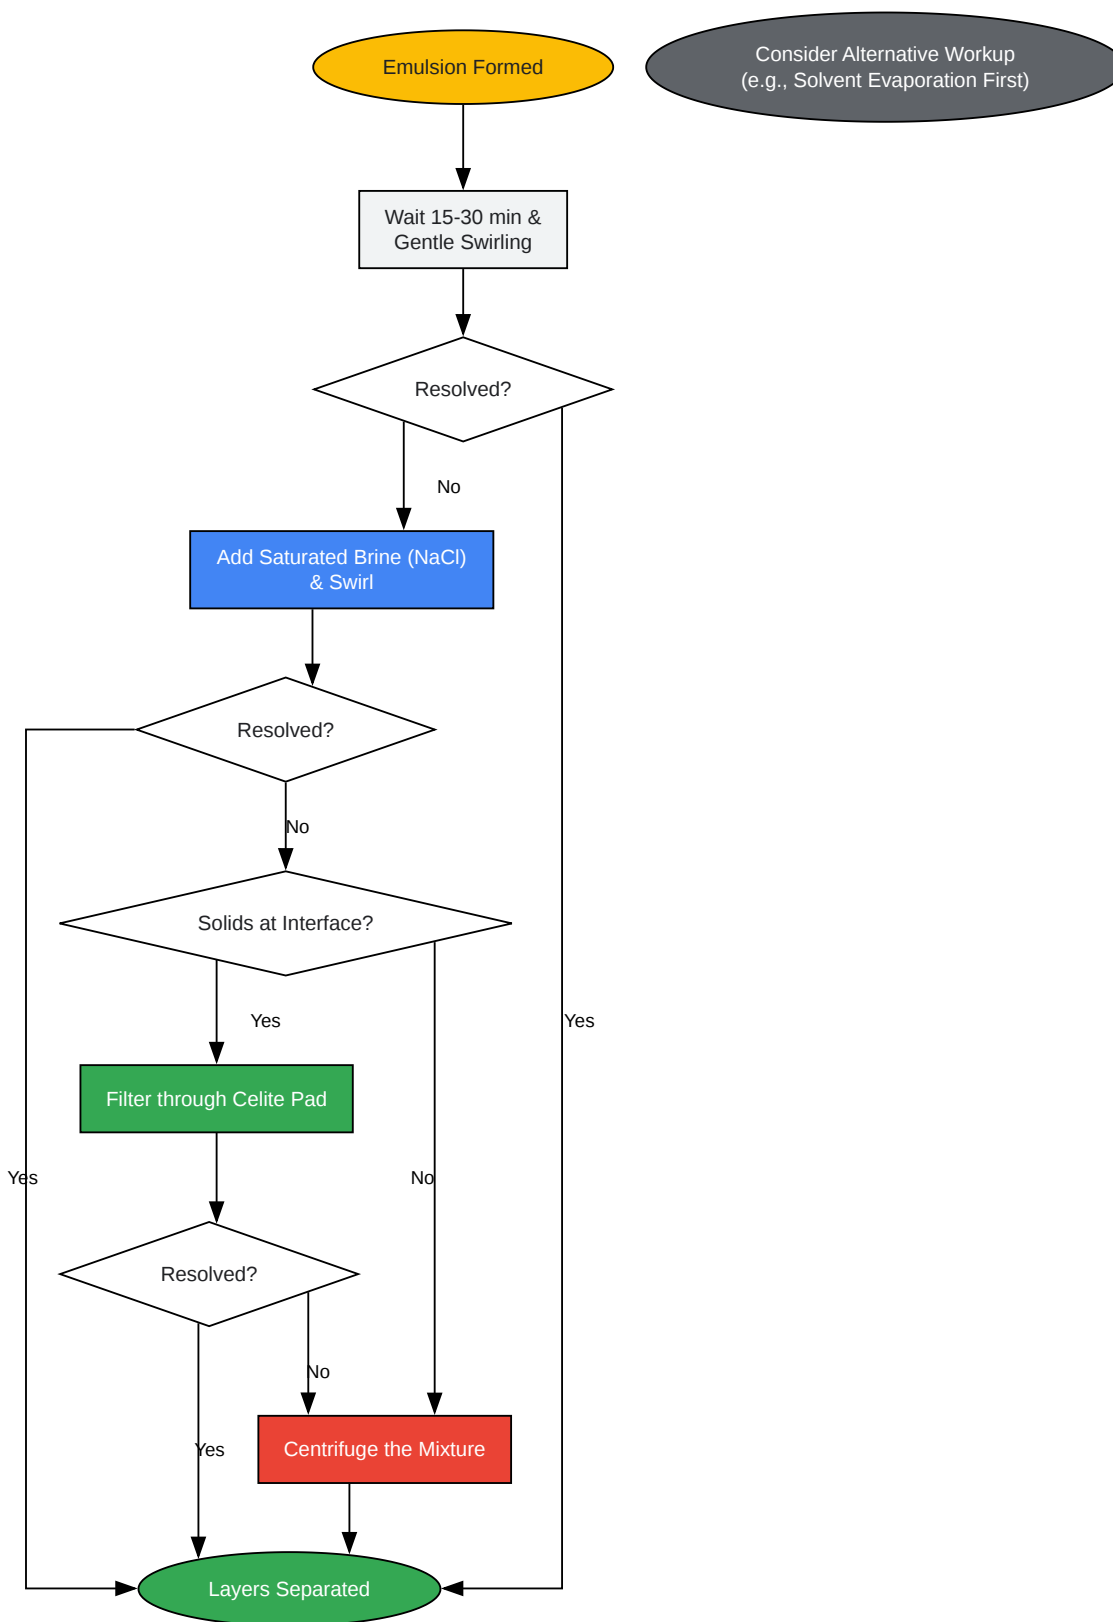 Emulsion Formed
Consider Alternative Workup
(e.g., Solvent Evaporation First)
Wait 15-30 min &
Gentle Swirling
Resolved?
No
Add Saturated Brine (NaCl)
& Swirl
Resolved?
No
Solids at Interface?
Yes
Yes
Filter through Celite Pad
Yes
No
Resolved?
No
Yes
Centrifuge the Mixture
Layers Separated